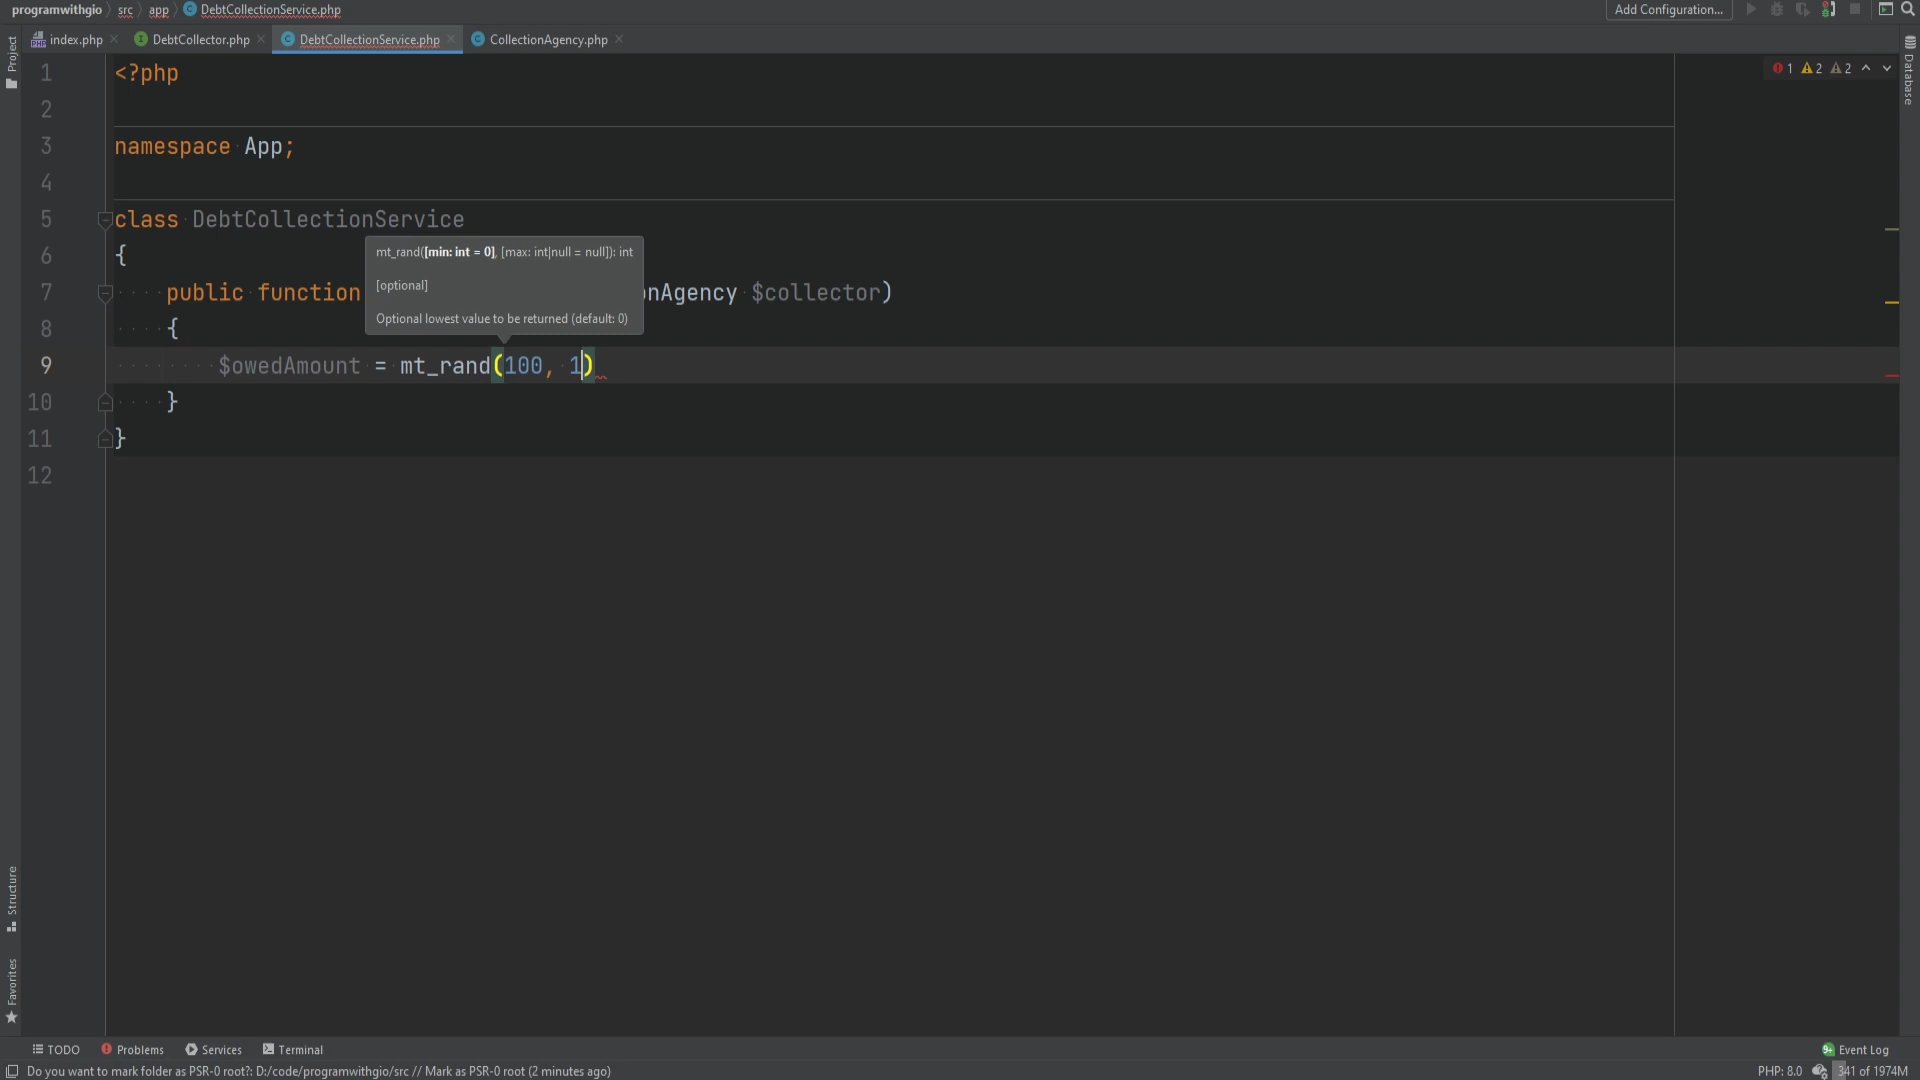 programwithgio src app DebtCollectionService.php Add Configuration...
index.php DebtCollector.php DebtCollectionService.php CollectionAgency.php
Project
Database
1 2 2
1 <?php
2
3 namespace App;
4
5 class DebtCollectionService
6 {
mt_rand([min: int = 0], [max: int|null = null]): int
[optional]
Optional lowest value to be returned (default: 0)
7 public function onAgency $collector)
8 {
9 $owedAmount = mt_rand(100, 1)
10 }
11 }
12
Structure
Favorites
TODO Problems Services Terminal 9+ Event Log
Do you want to mark folder as PSR-0 root?: D:/code/programwithgio/src // Mark as PSR-0 root (2 minutes ago) PHP: 8.0 341 of 1974M